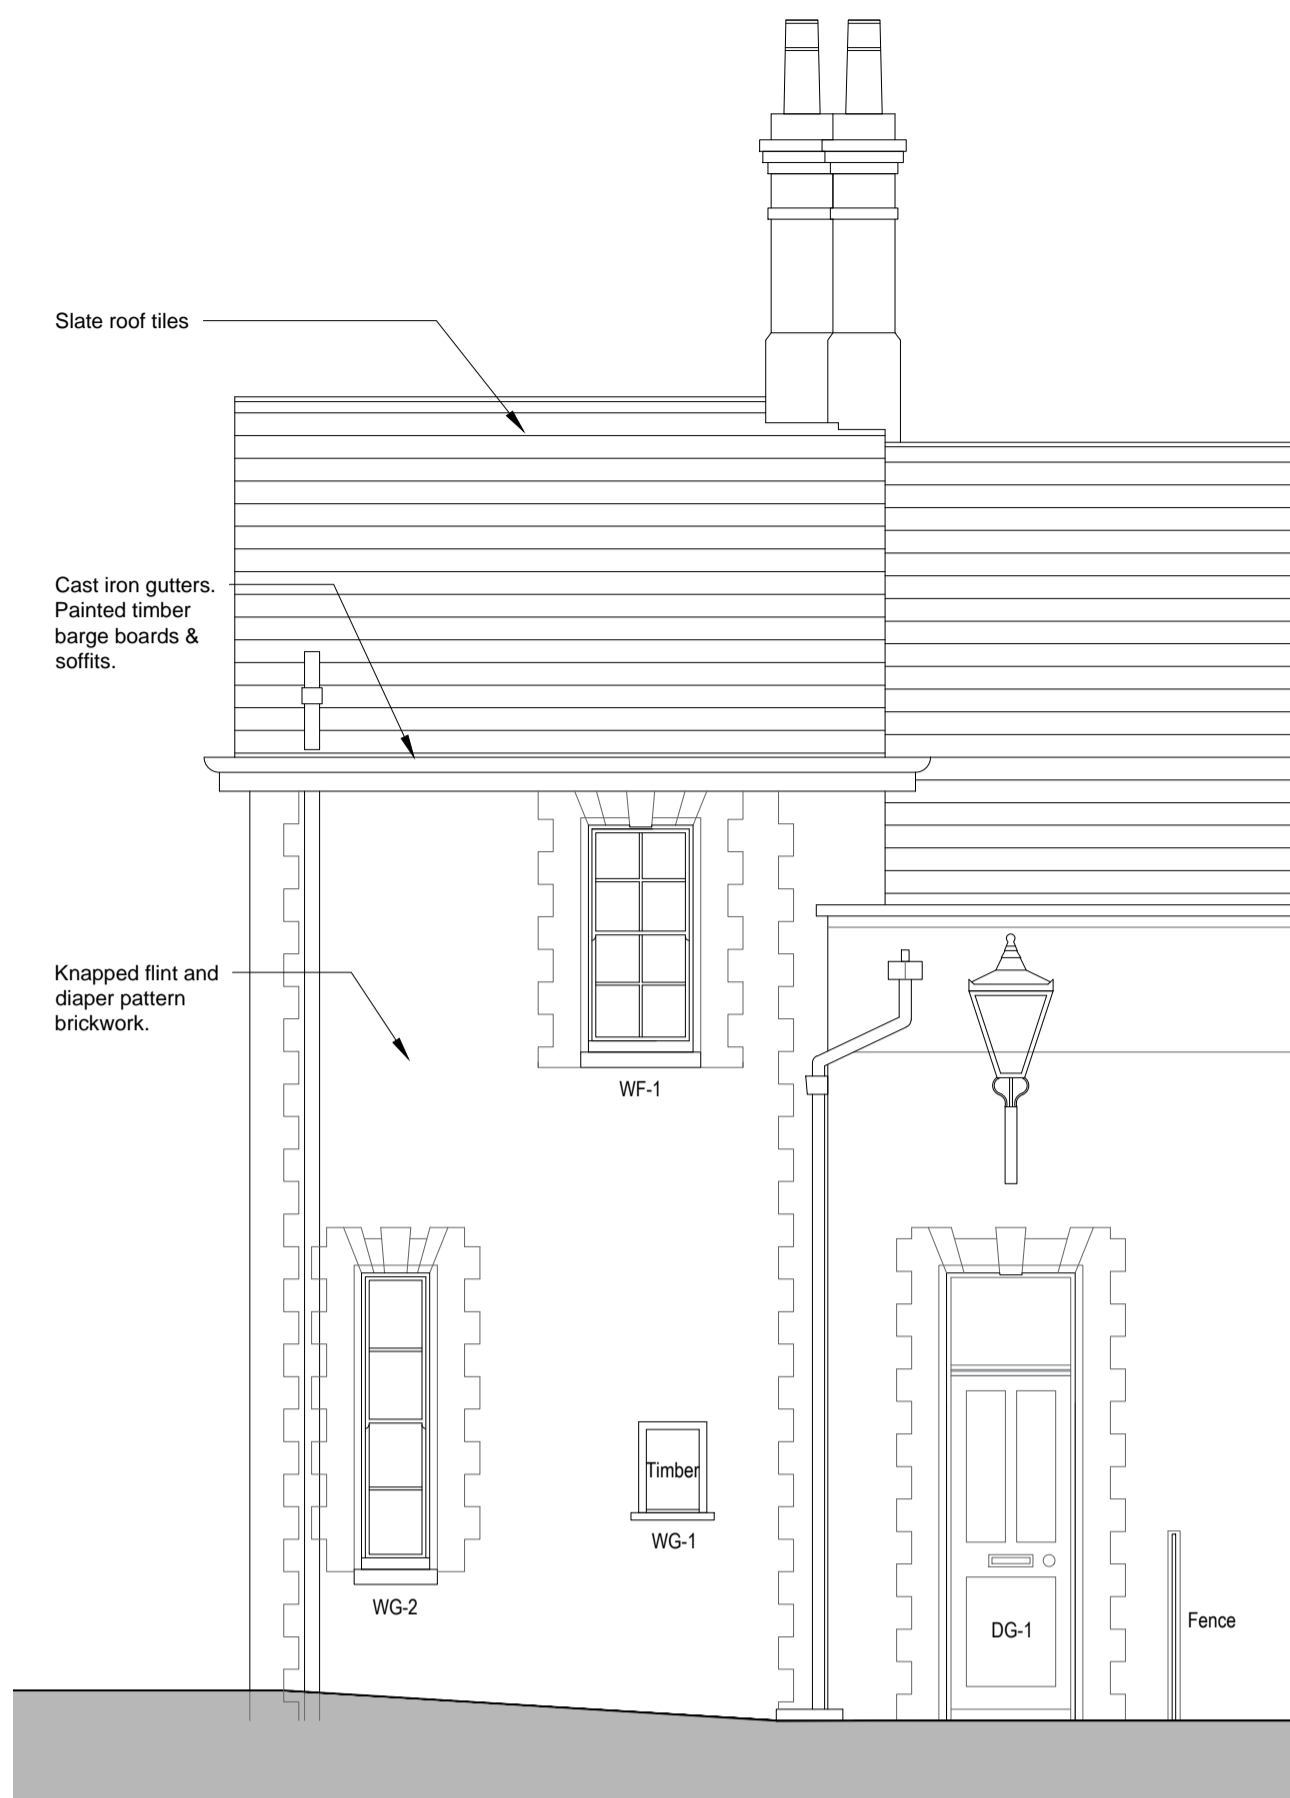 Slate roof tiles
Cast iron gutters.
Painted timber
barge boards &
soffits.
Knapped flint and
diaper pattern
brickwork.
WF-1
Timber
WG-1
WG-2
DG-1
Fence